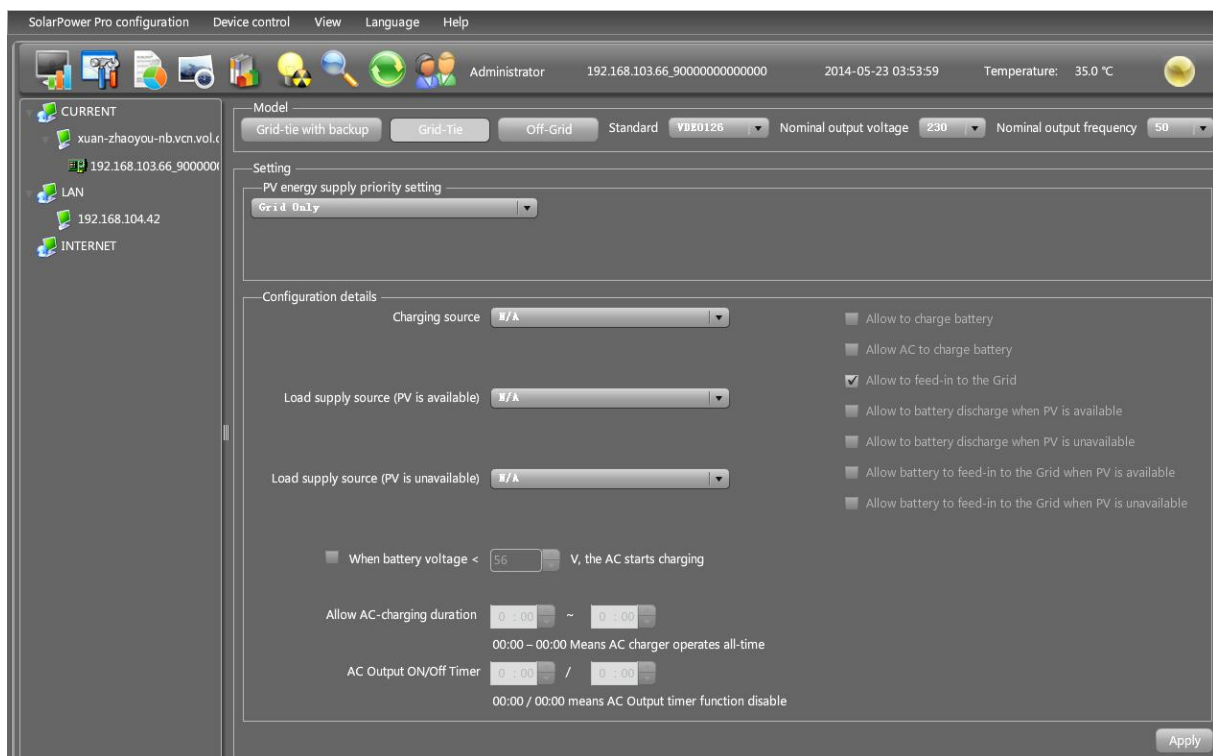 SolarPower Pro configuration Device control View Language Help
Administrator 192.168.103.66_90000000000000 2014-05-23 03:53:59 Temperature: 35.0 ℃
CURRENT
xuan-zhaoyou-nb.vcn.vol.c
192.168.103.66_900000(
LAN
192.168.104.42
INTERNET
Model
Grid-tie with backup Grid-Tie Off-Grid Standard VDE0126 Nominal output voltage 230 Nominal output frequency 50
Setting
PV energy supply priority setting
Grid Only
Configuration details
Charging source N/A
Allow to charge battery
Allow AC to charge battery
Allow to feed-in to the Grid
Load supply source (PV is available) N/A
Allow to battery discharge when PV is available
Allow to battery discharge when PV is unavailable
Load supply source (PV is unavailable) N/A
Allow battery to feed-in to the Grid when PV is available
Allow battery to feed-in to the Grid when PV is unavailable
When battery voltage < 56 V, the AC starts charging
Allow AC-charging duration 0 : 00 ~ 0 : 00
00:00 – 00:00 Means AC charger operates all-time
AC Output ON/Off Timer 0 : 00 / 0 : 00
00:00 / 00:00 means AC Output timer function disable
Apply